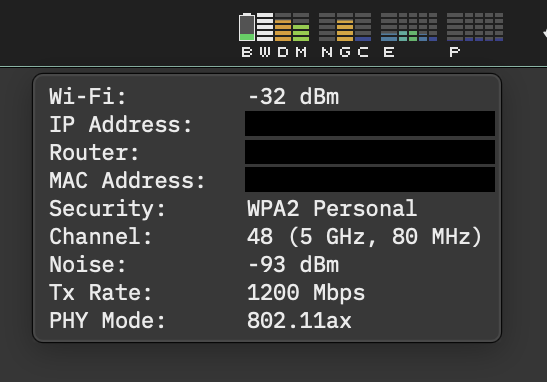 B W D M N G C E P
Wi-Fi: -32 dBm
IP Address:
Router:
MAC Address:
Security: WPA2 Personal
Channel: 48 (5 GHz, 80 MHz)
Noise: -93 dBm
Tx Rate: 1200 Mbps
PHY Mode: 802.11ax